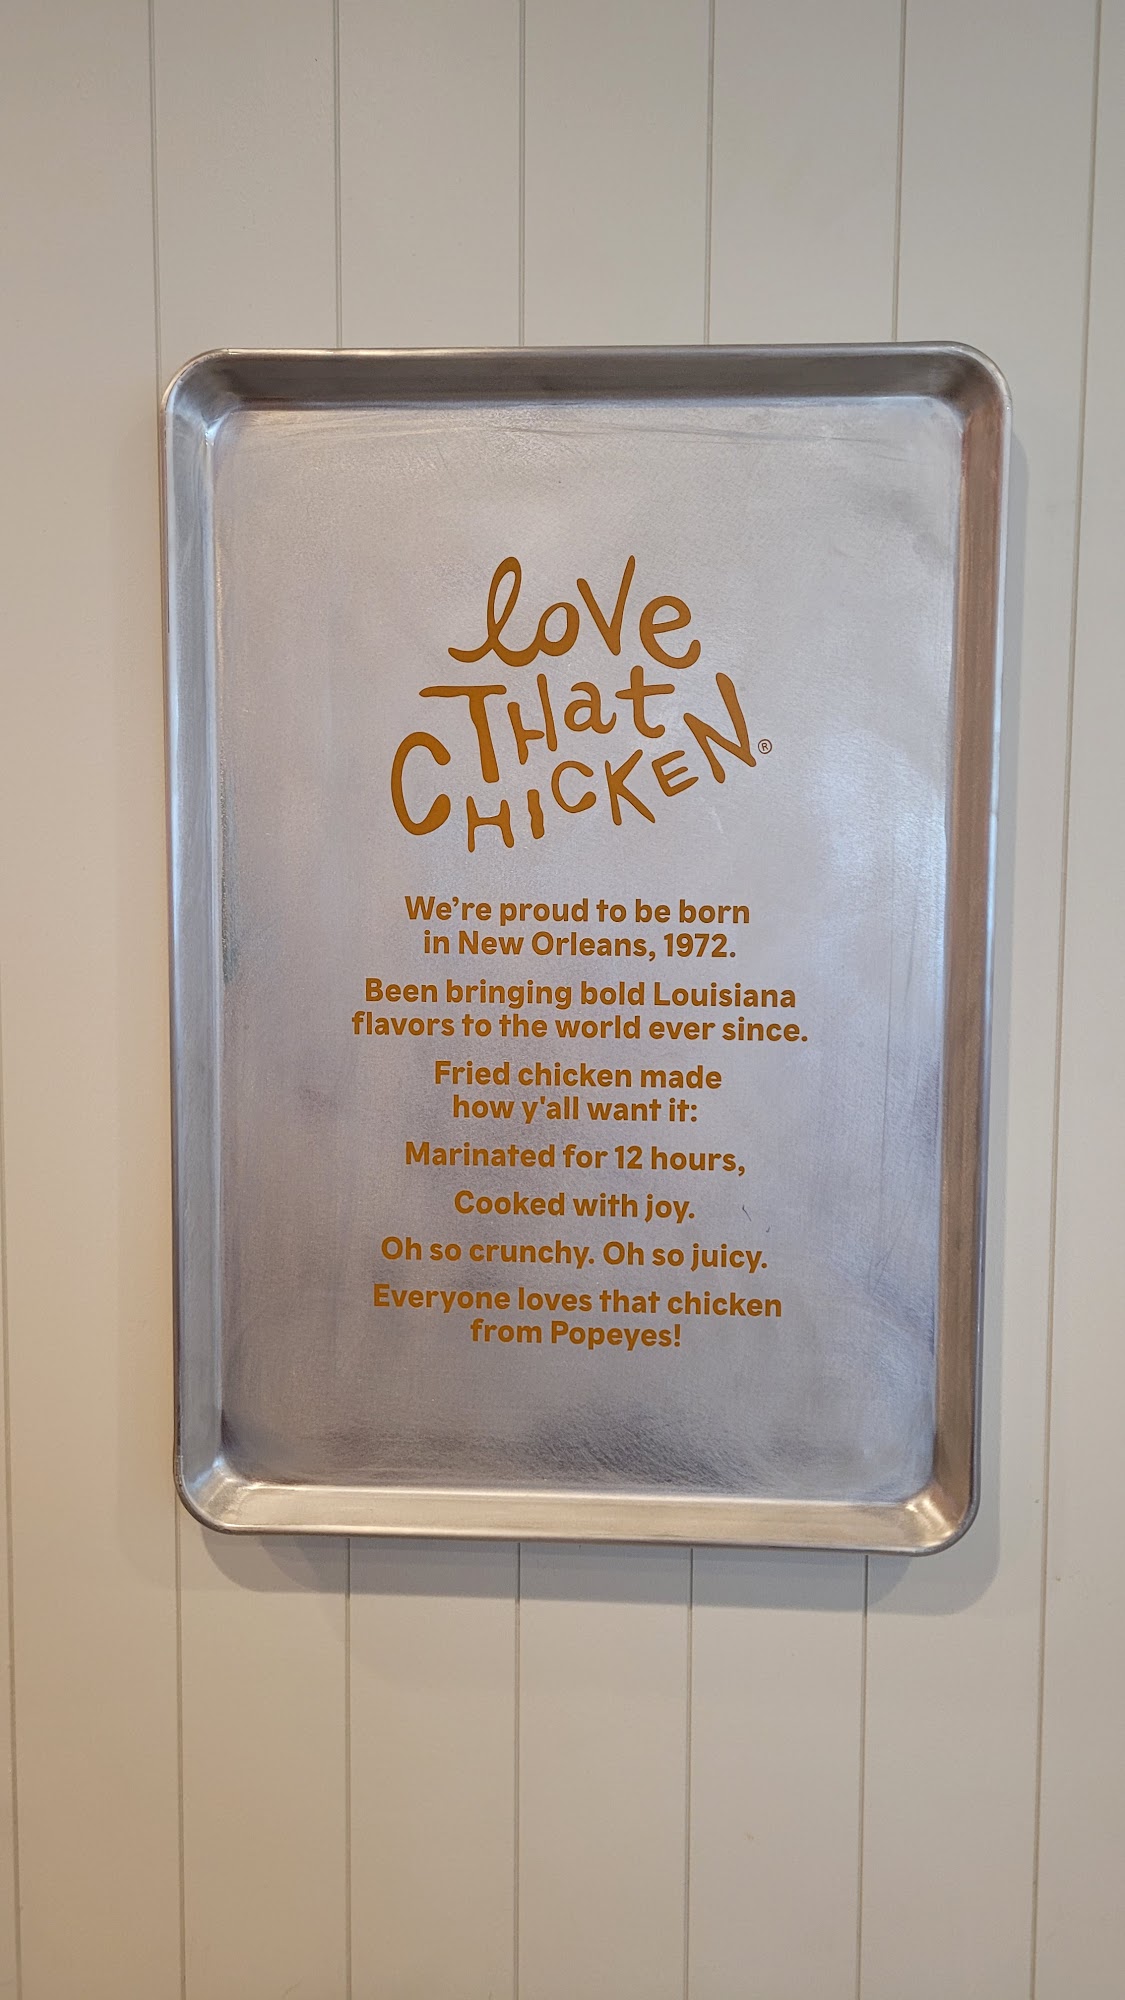 love
THat
CHICKEN®
We’re proud to be born
in New Orleans, 1972.
Been bringing bold Louisiana
flavors to the world ever since.
Fried chicken made
how y'all want it:
Marinated for 12 hours,
Cooked with joy.
Oh so crunchy. Oh so juicy.
Everyone loves that chicken
from Popeyes!